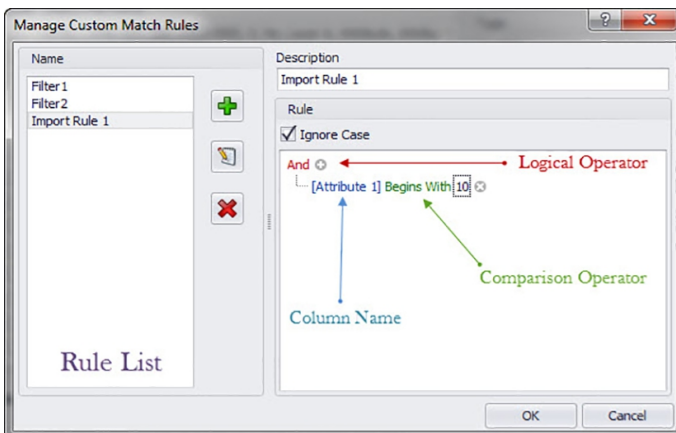 Manage Custom Match Rules
Name
Filter1
Filter2
Import Rule 1
Rule List
Description
Import Rule 1
Rule
Ignore Case
And
Logical Operator
[Attribute 1] Begins With 10
Comparison Operator
Column Name
OK
Cancel